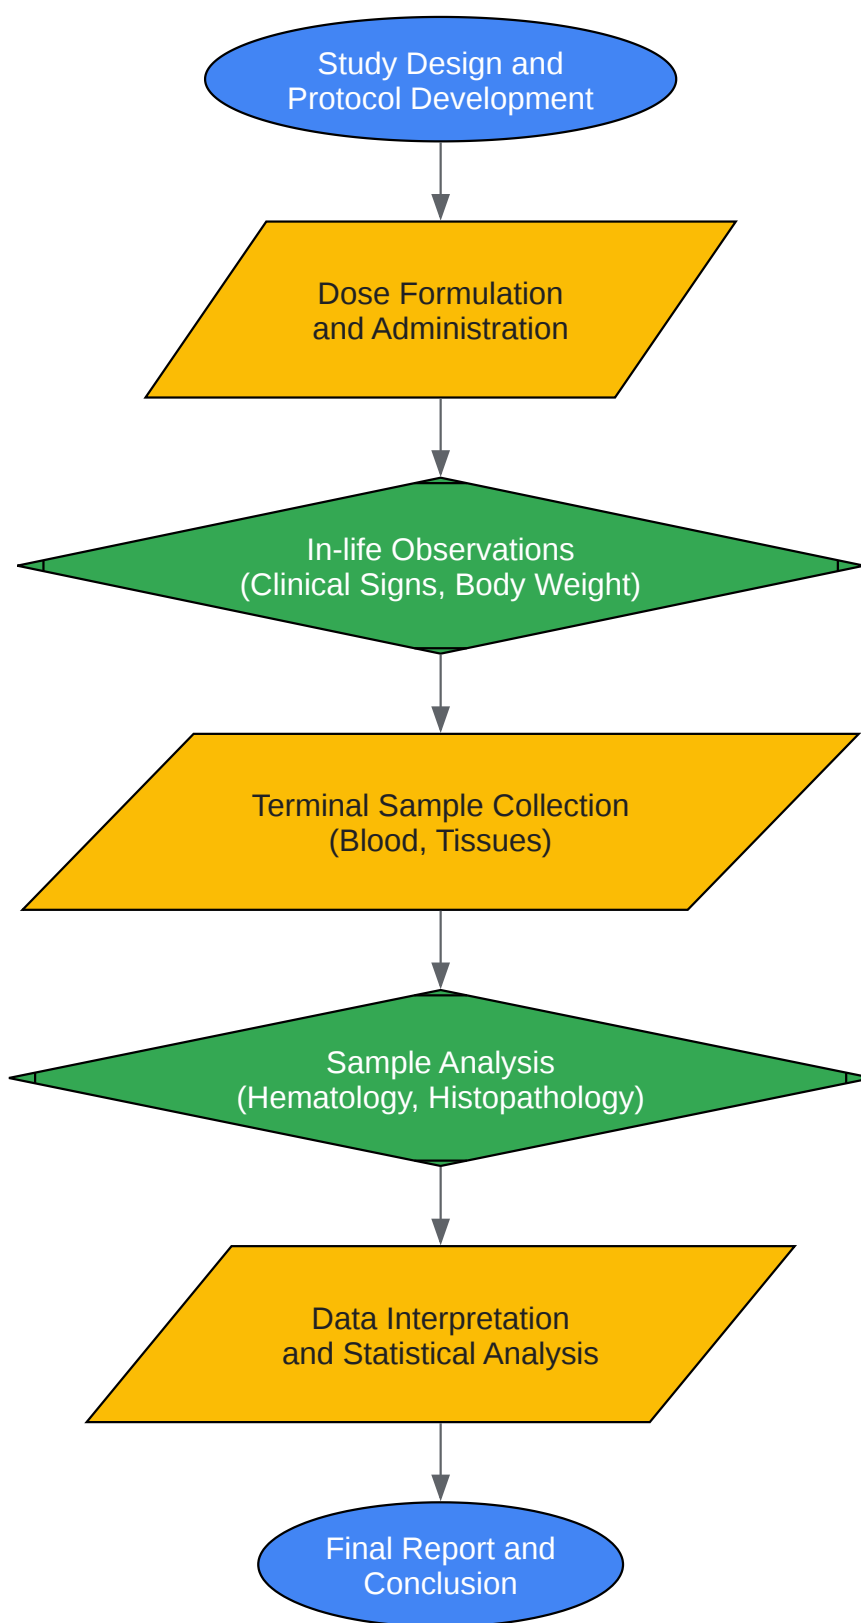 Study Design and
Protocol Development
Dose Formulation
and Administration
In-life Observations
(Clinical Signs, Body Weight)
Terminal Sample Collection
(Blood, Tissues)
Sample Analysis
(Hematology, Histopathology)
Data Interpretation
and Statistical Analysis
Final Report and
Conclusion